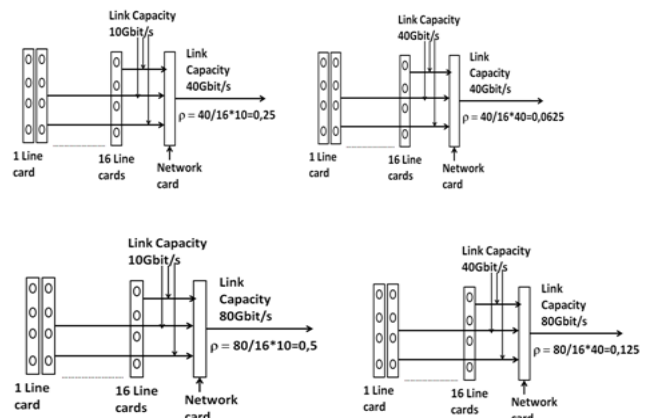 Link Capacity
10Gbit/s
Link
Capacity
40Gbit/s
ρ = 40/16*10=0,25
1 Line
card
16 Line
cards
Network
card
Link Capacity
40Gbit/s
Link
Capacity
40Gbit/s
ρ = 40/16*40=0,0625
1 Line
card
16 Line
cards
Network
card
Link Capacity
10Gbit/s
Link
Capacity
80Gbit/s
ρ = 80/16*10=0,5
1 Line
card
16 Line
cards
Network
card
Link Capacity
40Gbit/s
Link
Capacity
80Gbit/s
ρ = 80/16*40=0,125
1 Line
card
16 Line
cards
Network
card